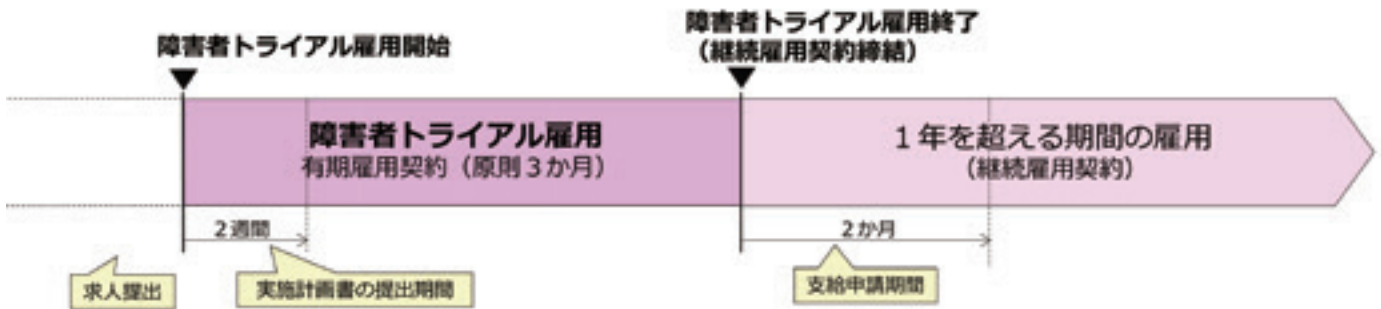 障害者トライアル雇用開始
障害者トライアル雇用終了
（継続雇用契約締結）
障害者トライアル雇用
有期雇用契約（原則３か月）
１年を超える期間の雇用
（継続雇用契約）
２週間
２か月
求人提出
実施計画書の提出期間
支給申請期間